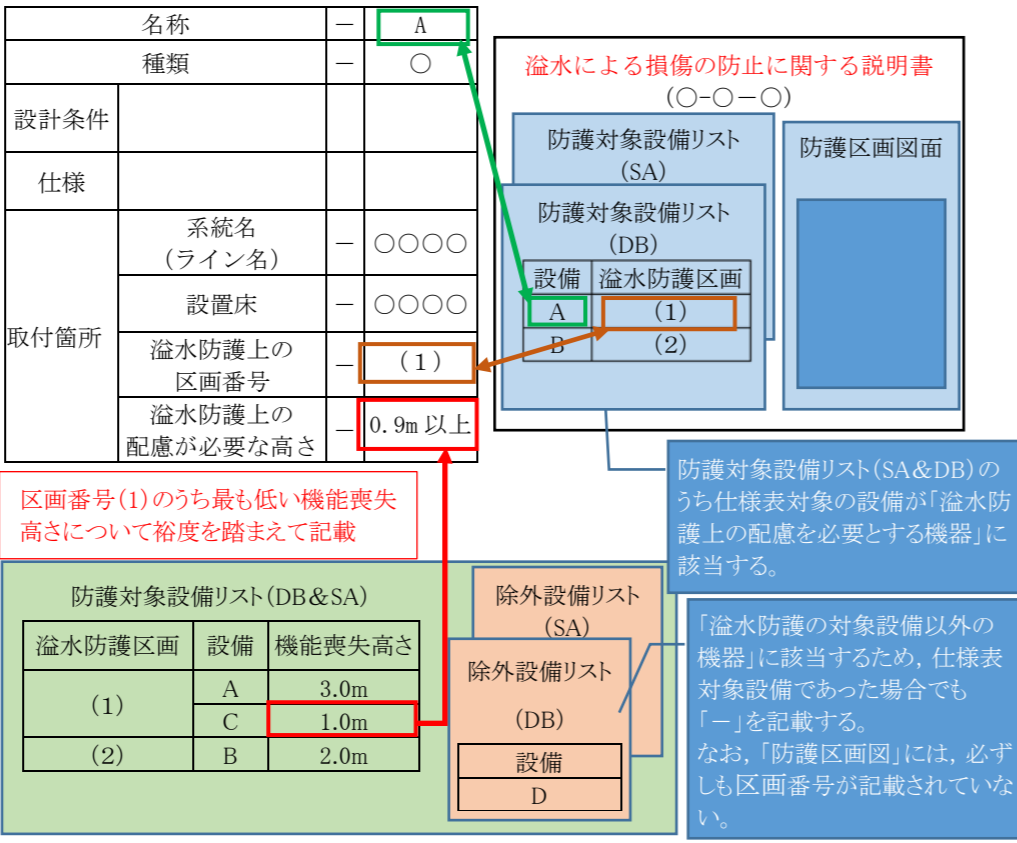 名称 － A
種類 － ○
設計条件
仕様
取付箇所
系統名
(ライン名)
－ ○○○○
設置床 － ○○○○
溢水防護上の
区画番号
－ (1)
溢水防護上の
配慮が必要な高さ
－ 0.9m以上
溢水による損傷の防止に関する説明書
(○-○－○)
防護対象設備リスト
(SA)
防護対象設備リスト
(DB)
設備 溢水防護区画
A (1)
B (2)
防護区画図面
防護対象設備リスト(SA＆DB)の
うち仕様表対象の設備が「溢水防
護上の配慮を必要とする機器」に
該当する。
区画番号(1)のうち最も低い機能喪失
高さについて裕度を踏まえて記載
防護対象設備リスト(DB＆SA)
溢水防護区画 設備 機能喪失高さ
(1) A 3.0m
C 1.0m
(2) B 2.0m
除外設備リスト
(SA)
除外設備リスト
(DB)
設備
D
「溢水防護の対象設備以外の
機器」に該当するため，仕様表
対象設備であった場合でも
「－」を記載する。
なお，「防護区画図」には，必ず
しも区画番号が記載されていな
い。